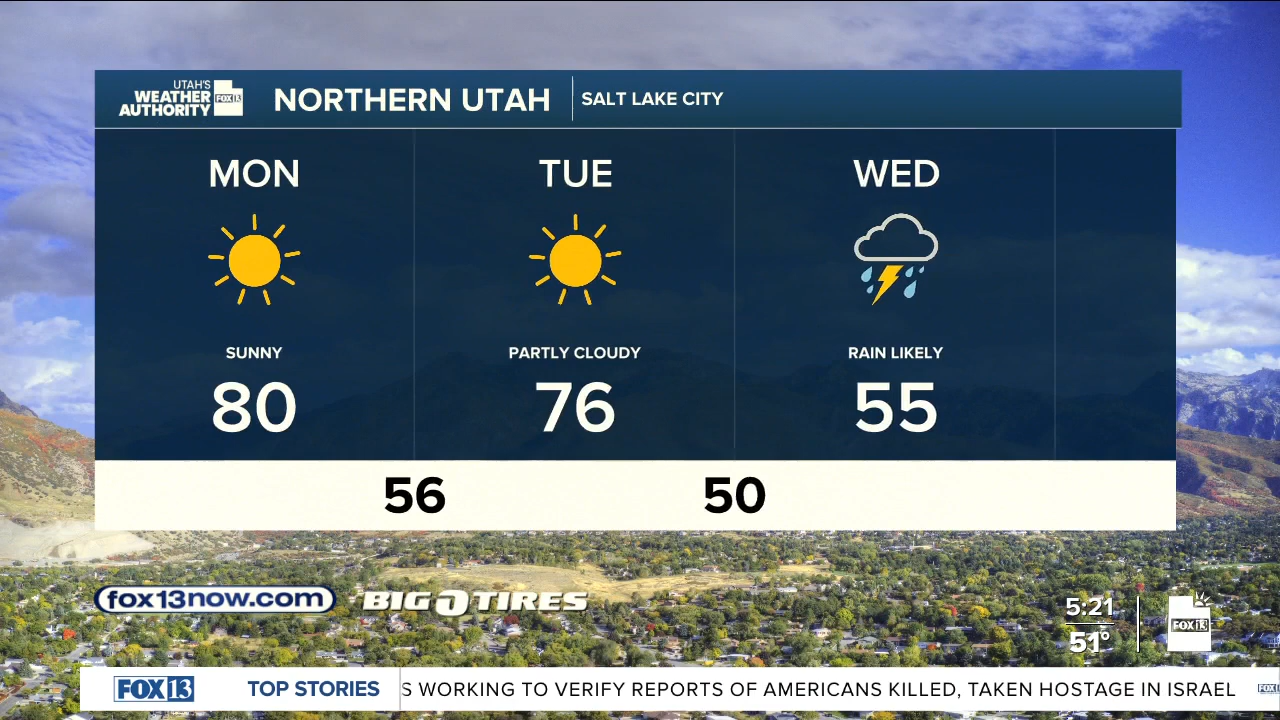 UTAH'S
WEATHER
AUTHORITY
FOX 13
NORTHERN UTAH
SALT LAKE CITY
MON
TUE
WED
SUNNY
PARTLY CLOUDY
RAIN LIKELY
80
76
55
56
50
fox13now.com
BIG O TIRES
5:21
51°
FOX 13
FOX 13
TOP STORIES
S WORKING TO VERIFY REPORTS OF AMERICANS KILLED, TAKEN HOSTAGE IN ISRAEL